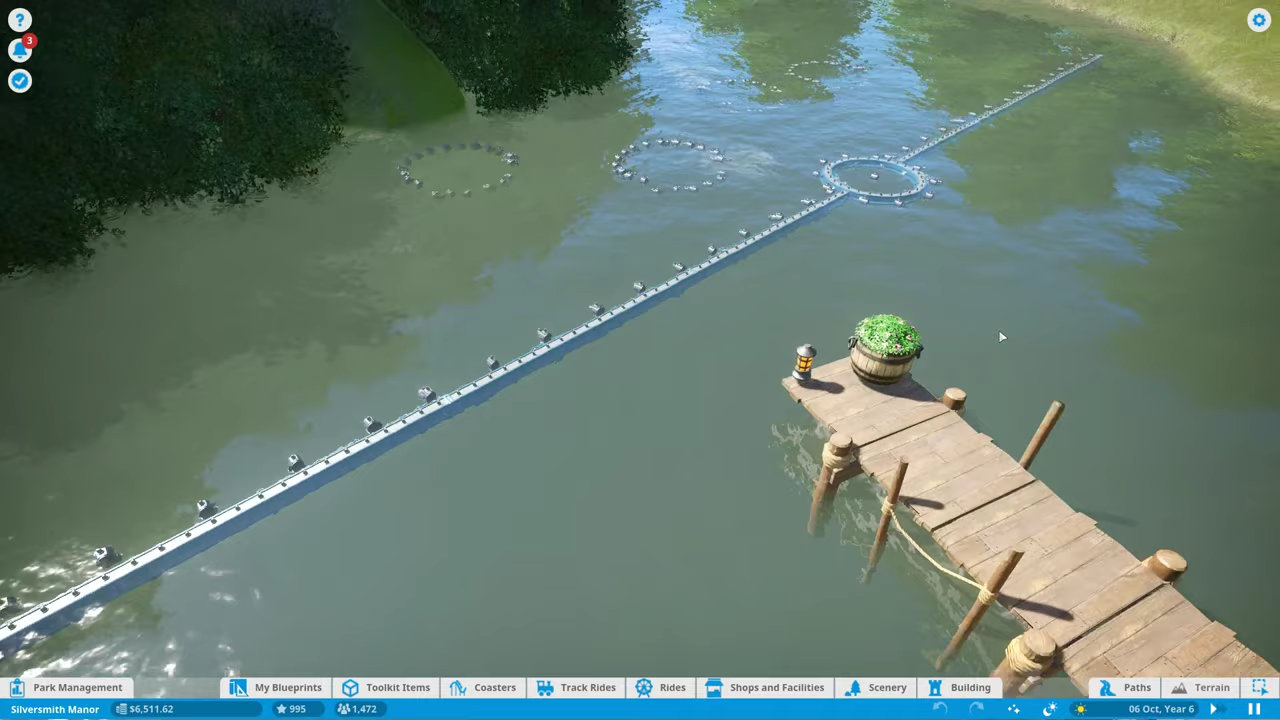 ?
3
Park Management
My Blueprints
Toolkit Items
Coasters
Track Rides
Rides
Shops and Facilities
Scenery
Building
Paths
Terrain
Silversmith Manor
$6,511.62
995
1,472
06 Oct, Year 6